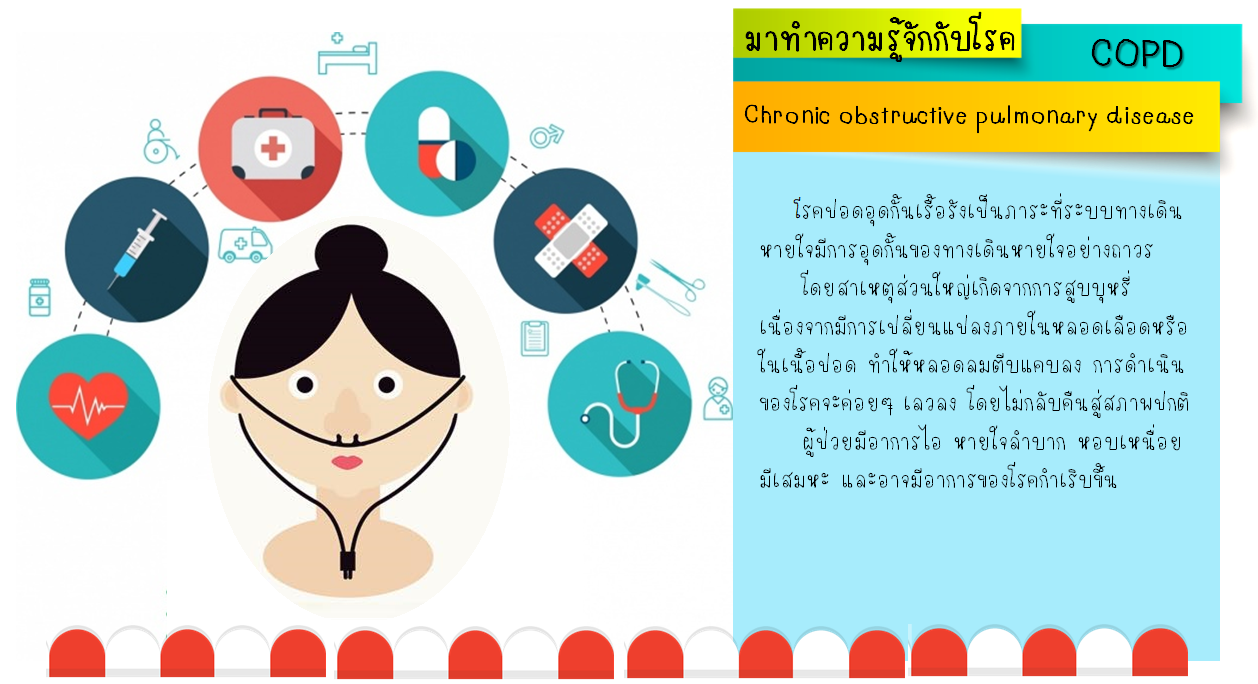 มาทำความรู้จักกับโรค
COPD
Chronic obstructive pulmonary disease
โรคปอดอุดกั้นเรื้อรังเป็นภาระที่ระบบทางเดิน
หายใจมีการอุดกั้นของทางเดินหายใจอย่างถาวร
โดยสาเหตุส่วนใหญ่เกิดจากการสูบบุหรี่
เนื่องจากมีการเปลี่ยนแปลงภายในหลอดเลือดหรือ
ในเนื้อปอด ทำให้หลอดลมตีบแคบลง การดำเนิน
ของโรคจะค่อยๆ เลวลง โดยไม่กลับคืนสู่สภาพปกติ
ผู้ป่วยมีอาการไอ หายใจลำบาก หอบเหนื่อย
มีเสมหะ และอาจมีอาการของโรคกำเริบขึ้น